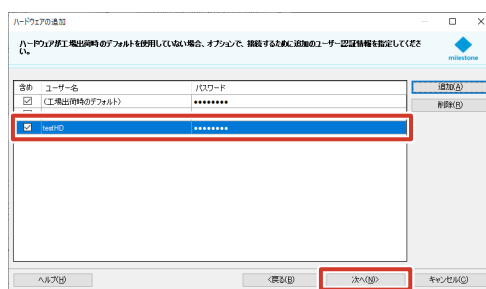 ハードウェアの追加
ハードウェアが工場出荷時のデフォルトを使用していない場合、オプションで、接続するために追加のユーザー認証情報を指定してくださ
い。
milestone
含め ユーザー名 パスワード
(工場出荷時のデフォルト) ••••••••
追加(A)
削除(R)
testHD ••••••••
ヘルプ(H) <戻る(B) 次へ(N)> キャンセル(C)